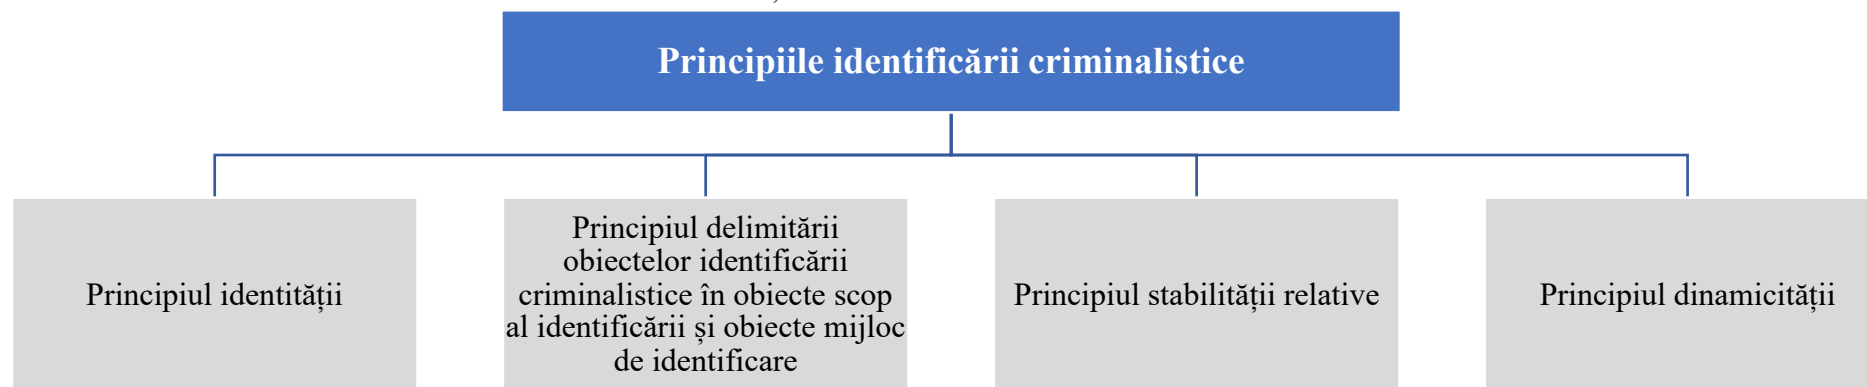 Principiile identificării criminalistice
Principiul identității
Principiul delimitării
obiectelor identificării
criminalistice în obiecte scop
al identificării și obiecte mijloc
de identificare
Principiul stabilității relative
Principiul dinamicității